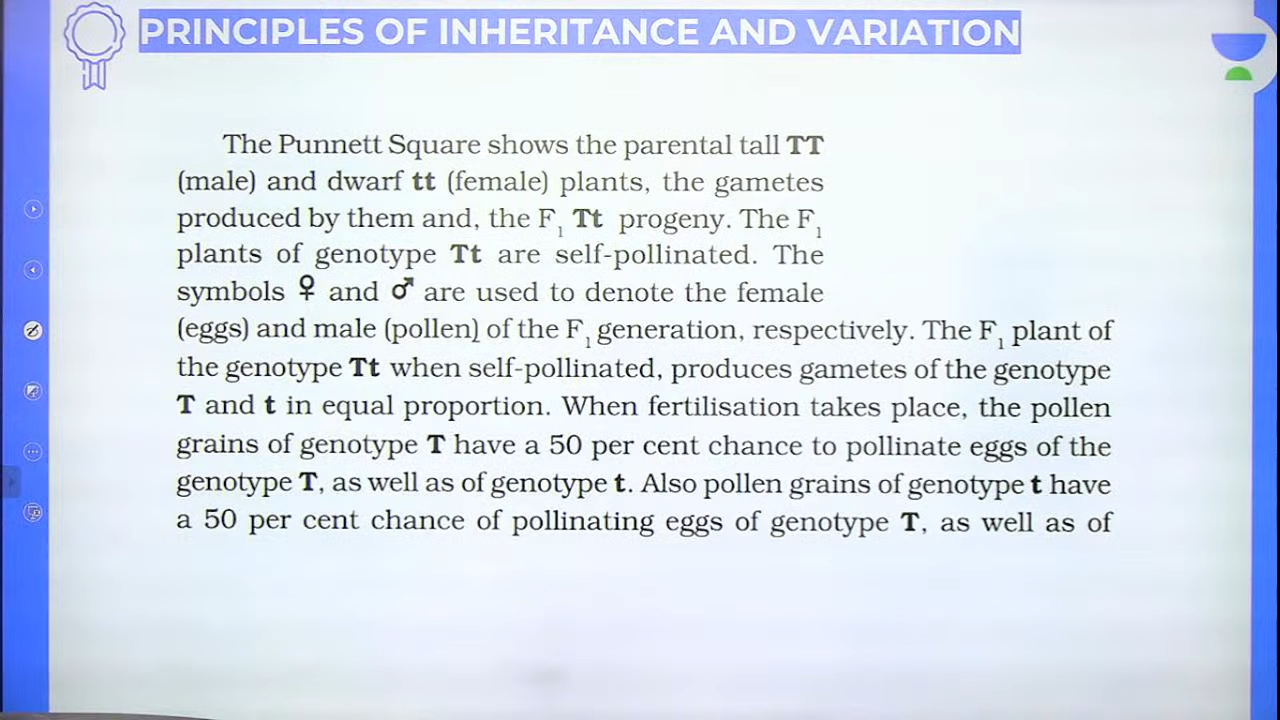 PRINCIPLES OF INHERITANCE AND VARIATION
The Punnett Square shows the parental tall TT
(male) and dwarf tt (female) plants, the gametes
produced by them and, the F1 Tt progeny. The F1
plants of genotype Tt are self-pollinated. The
symbols ♀ and ♂ are used to denote the female
(eggs) and male (pollen) of the F1 generation, respectively. The F1 plant of
the genotype Tt when self-pollinated, produces gametes of the genotype
T and t in equal proportion. When fertilisation takes place, the pollen
grains of genotype T have a 50 per cent chance to pollinate eggs of the
genotype T, as well as of genotype t. Also pollen grains of genotype t have
a 50 per cent chance of pollinating eggs of genotype T, as well as of